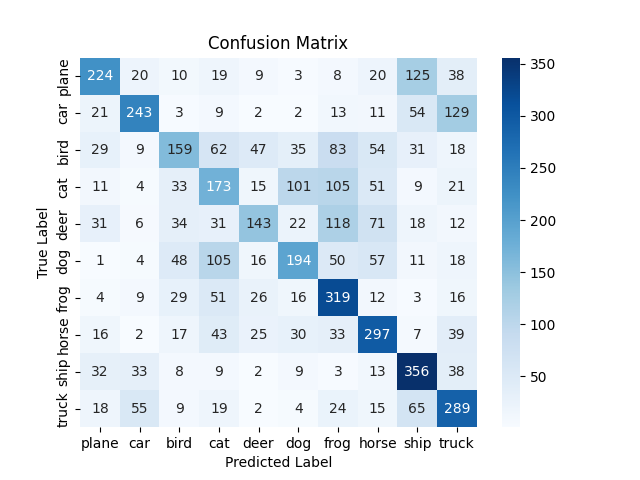 Confusion Matrix
True Label
plane 224 20 10 19 9 3 8 20 125 38
car 21 243 3 9 2 2 13 11 54 129
bird 29 9 159 62 47 35 83 54 31 18
cat 11 4 33 173 15 101 105 51 9 21
deer 31 6 34 31 143 22 118 71 18 12
dog 1 4 48 105 16 194 50 57 11 18
frog 4 9 29 51 26 16 319 12 3 16
horse 16 2 17 43 25 30 33 297 7 39
ship 32 33 8 9 2 9 3 13 356 38
truck 18 55 9 19 2 4 24 15 65 289
plane car bird cat deer dog frog horse ship truck
Predicted Label
350
300
250
200
150
100
50